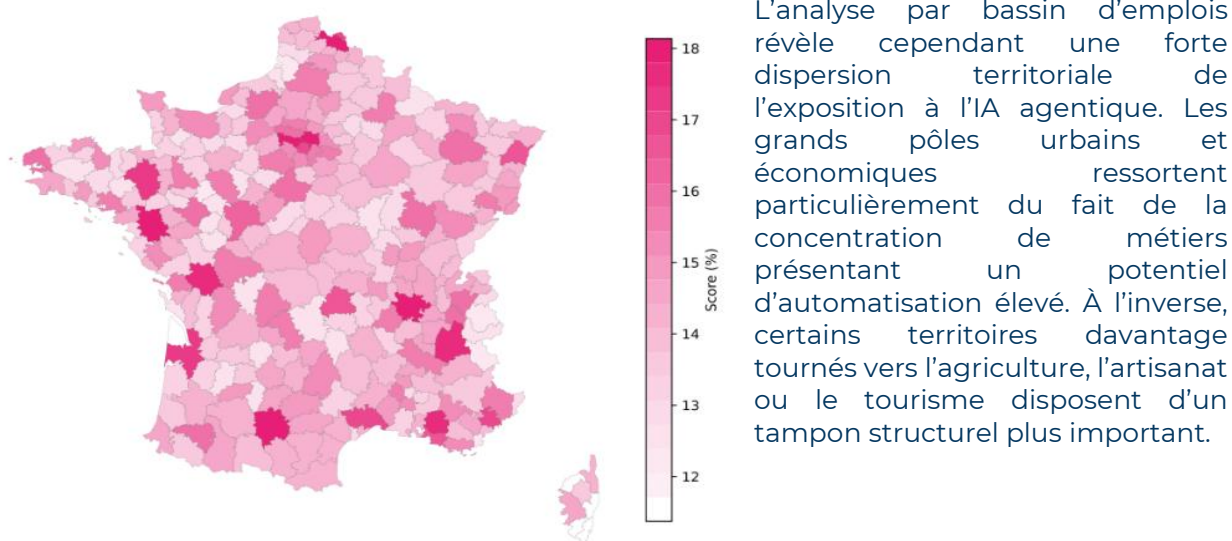 18
17
16
15
14
13
12
Score (%)
L’analyse par bassin d’emplois
révèle cependant une forte
dispersion territoriale de
l’exposition à l’IA agentique. Les
grands pôles urbains et
économiques ressortent
particulièrement du fait de la
concentration de métiers
présentant un potentiel
d’automatisation élevé. À l’inverse,
certains territoires davantage
tournés vers l’agriculture, l’artisanat
ou le tourisme disposent d’un
tampon structurel plus important.